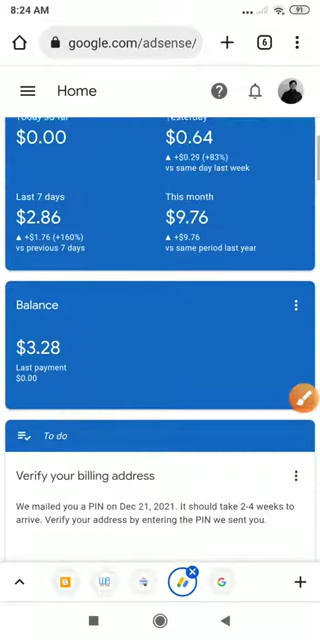 8:24 AM
91
google.com/adsense/
6
Home
Today so far
Yesterday
$0.00
$0.64
+$0.29 (+83%)
vs same day last week
Last 7 days
This month
$2.86
$9.76
+$1.76 (+160%)
+$9.76
vs previous 7 days
vs same period last year
Balance
$3.28
Last payment
$0.00
To do
Verify your billing address
We mailed you a PIN on Dec 21, 2021. It should take 2-4 weeks to
arrive. Verify your address by entering the PIN we sent you.